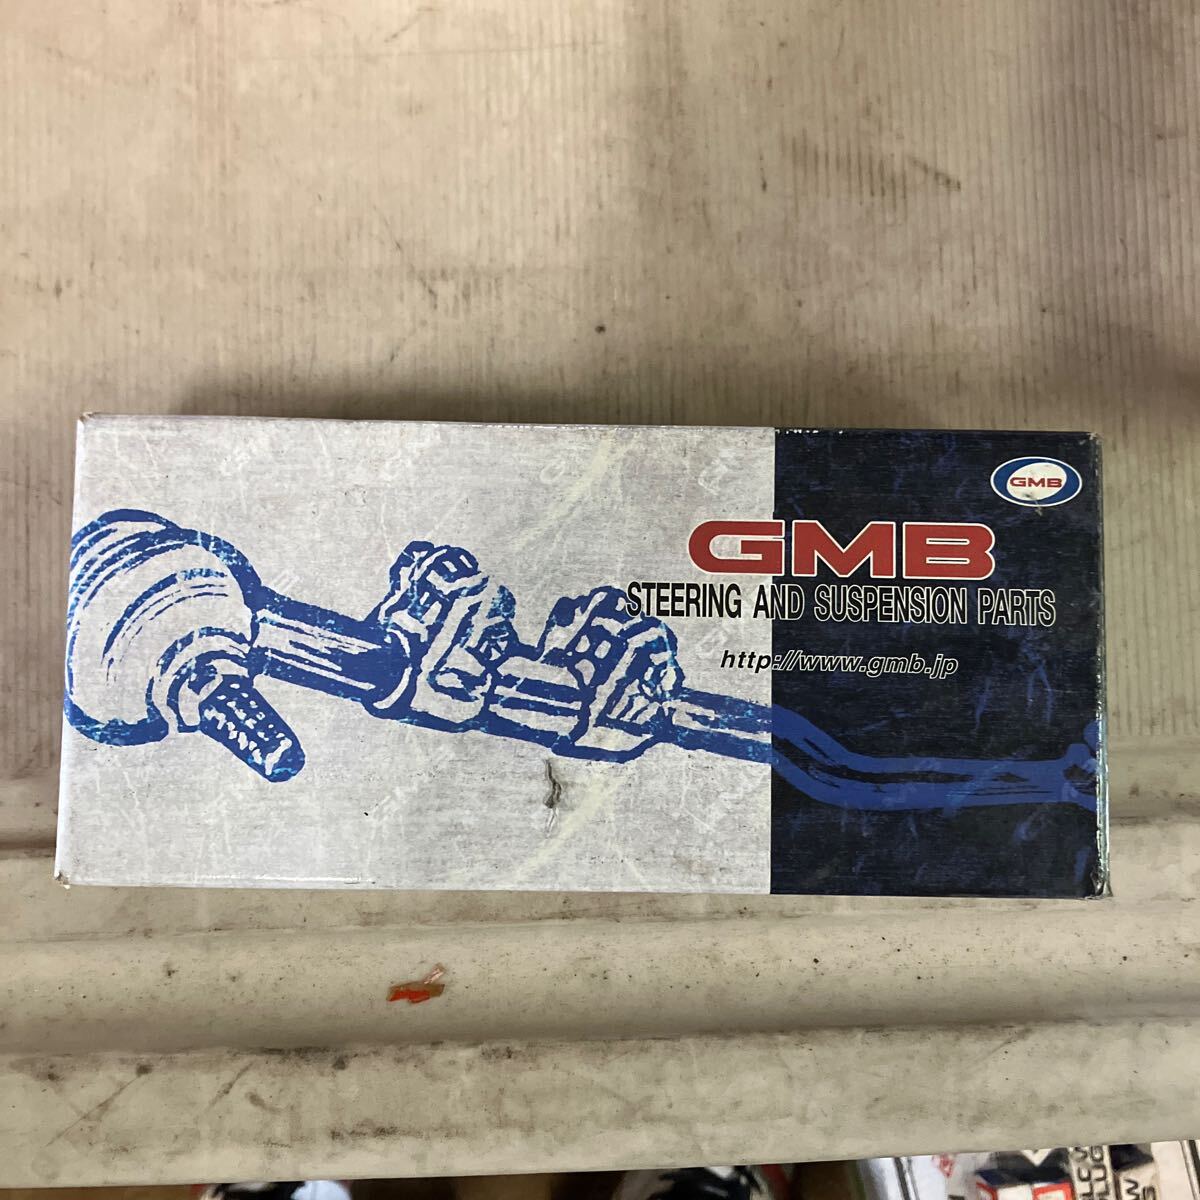 GMB
GMB
STEERING AND SUSPENSION PARTS
http://www.gmb.jp